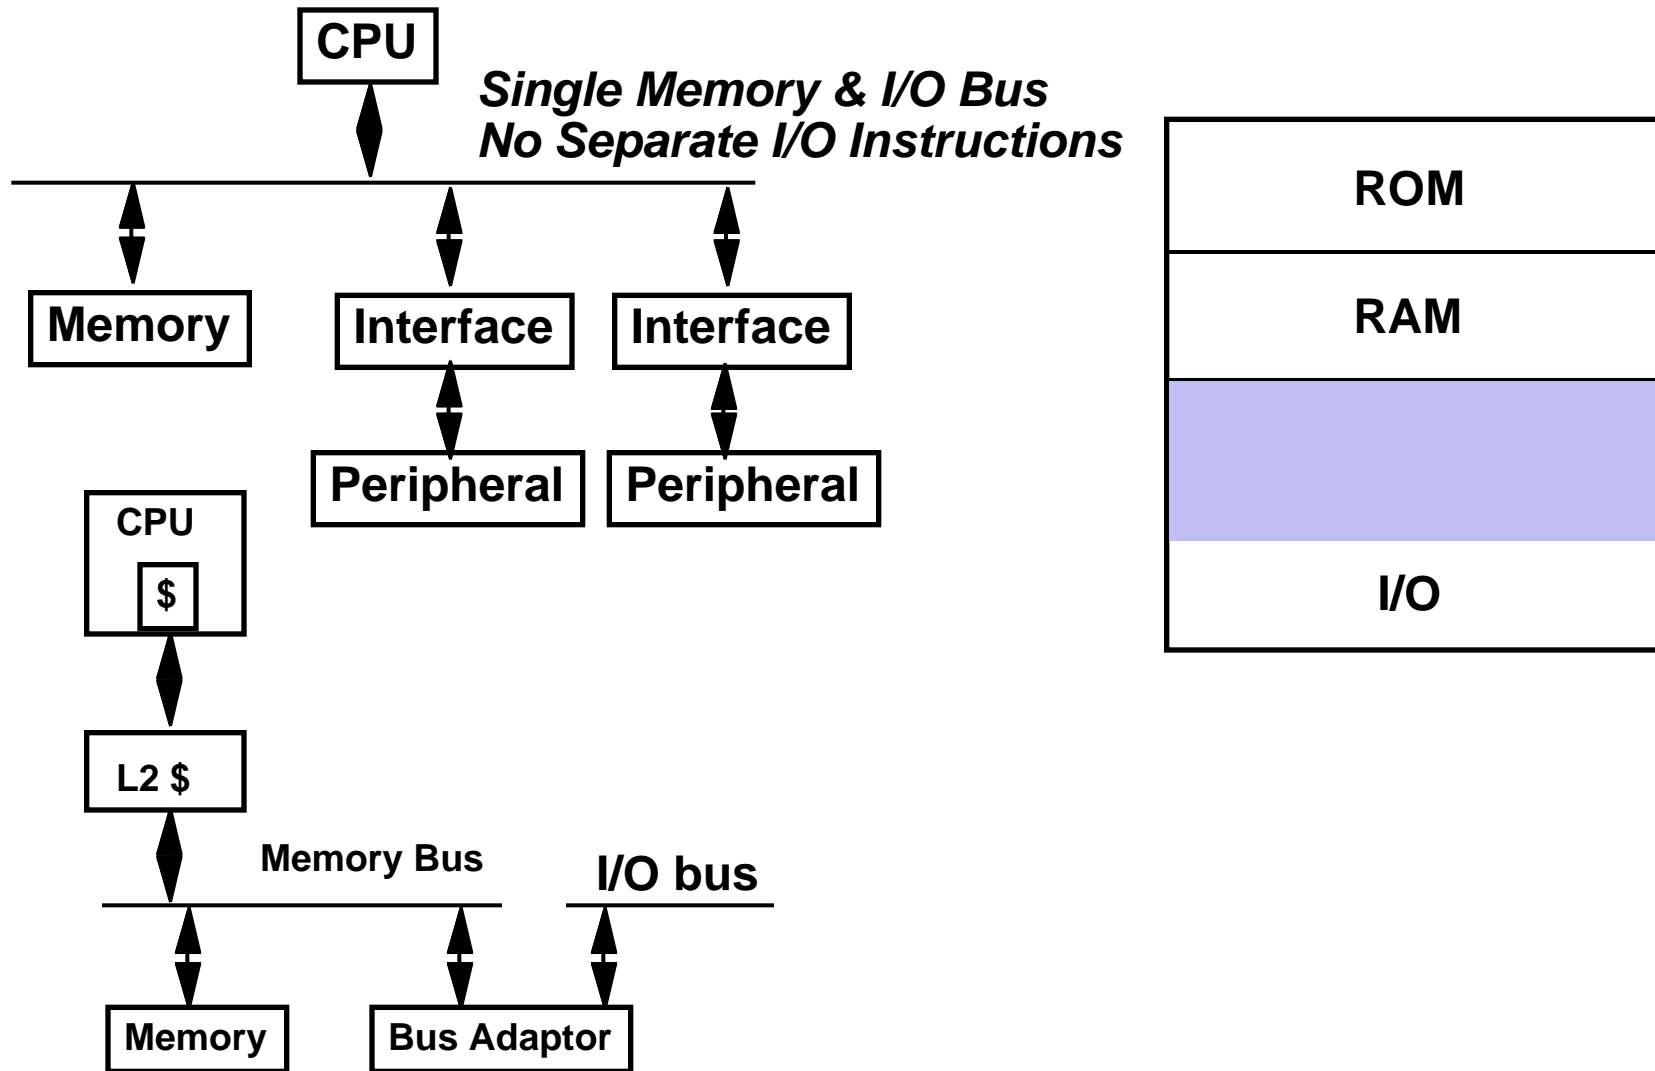 CPU
Single Memory & I/O Bus
No Separate I/O Instructions
ROM
RAM
I/O
Memory
Interface
Interface
Peripheral
Peripheral
CPU
$
L2 $
Memory Bus
I/O bus
Memory
Bus Adaptor